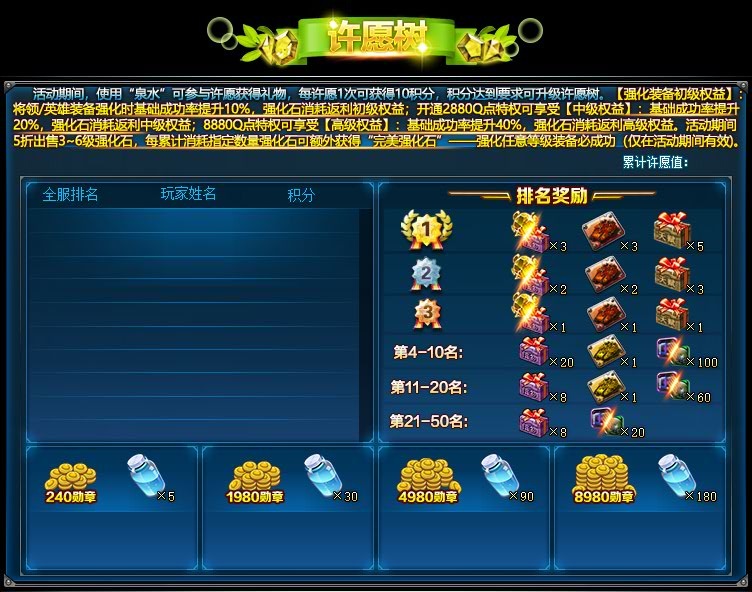 许愿树
活动期间，使用“泉水”可参与许愿获得礼物，每许愿1次可获得10积分，积分达到要求可升级许愿树。【强化装备初级权益】：
将领/英雄装备强化时基础成功率提升10%，强化石消耗返利初级权益；开通2880Q点特权可享受【中级权益】：基础成功率提升
20%，强化石消耗返利中级权益；8880Q点特权可享受【高级权益】：基础成功率提升40%，强化石消耗返利高级权益。活动期间
5折出售3~6级强化石，每累计消耗指定数量强化石可额外获得“完美强化石”——强化任意等级装备必成功（仅在活动期间有效）。
累计许愿值：
全服排名 玩家姓名 积分
排名奖励
1 ×3 ×3 ×5
2 ×2 ×2 ×3
3 ×1 ×1 ×1
第4-10名: ×20 ×1 ×100
第11-20名: ×8 ×1 ×60
第21-50名: ×8 ×20
240勋章 ×5 1980勋章 ×30 4980勋章 ×90 8980勋章 ×180